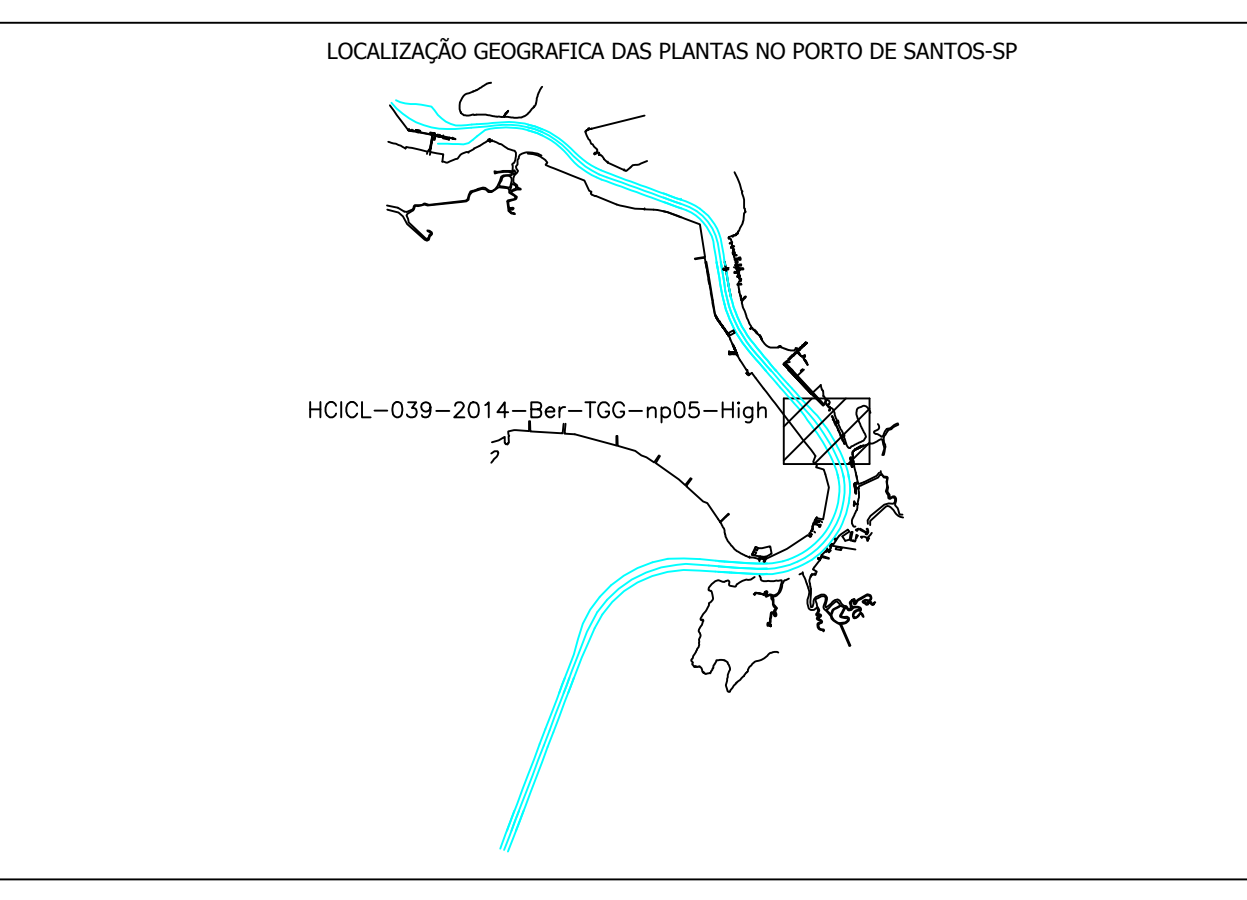 LOCALIZAÇÃO GEOGRAFICA DAS PLANTAS NO PORTO DE SANTOS-SP
HCICL-039-2014-Ber-TGG-np05-High